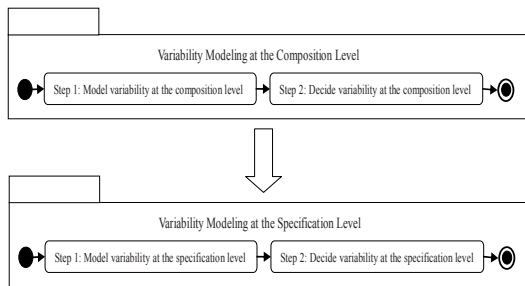 Variability Modeling at the Composition Level
Step 1: Model variability at the composition level
Step 2: Decide variability at the composition level
Variability Modeling at the Specification Level
Step 1: Model variability at the specification level
Step 2: Decide variability at the specification level